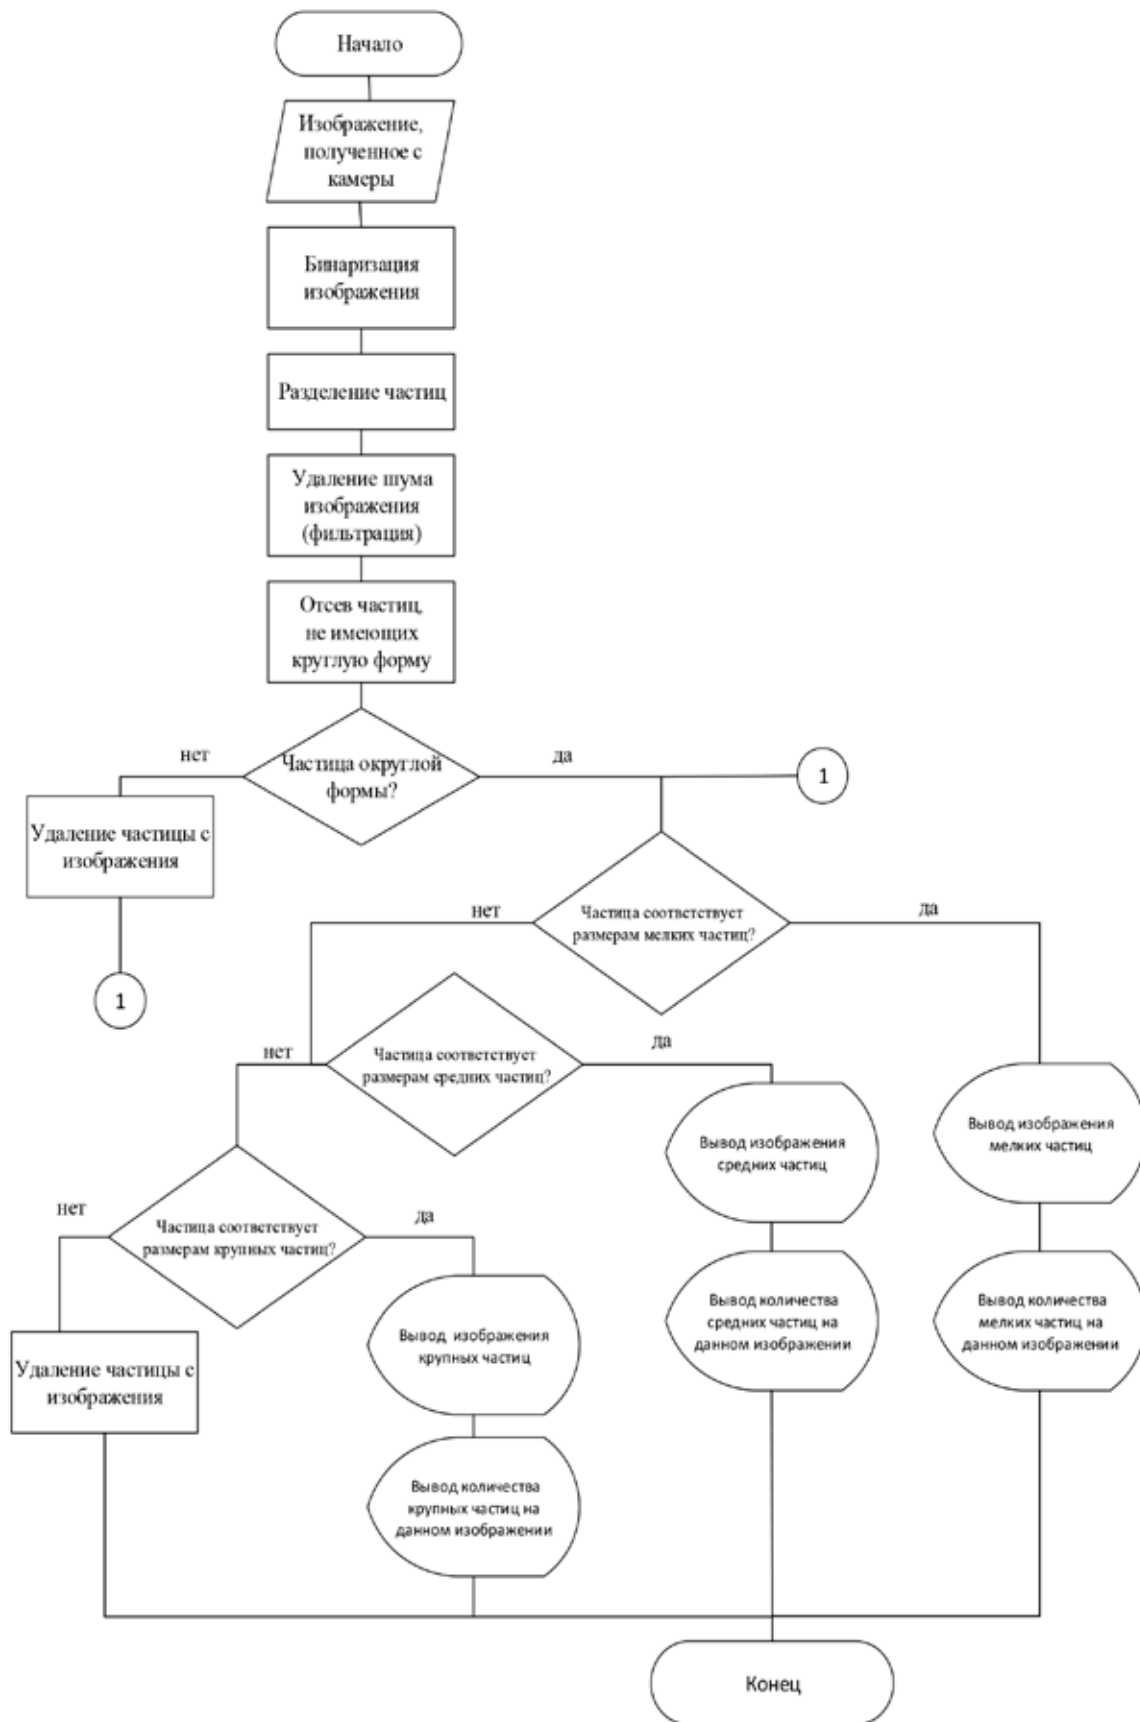 Начало
Изображение,
полученное с
камеры
Бинаризация
изображения
Разделение частиц
Удаление шума
изображения
(фильтрация)
Отсев частиц,
не имеющих
круглую форму
нет
Частица округлой
формы?
да
1
Удаление частицы с
изображения
1
нет
Частица соответствует
размерам мелких частиц?
да
нет
Частица соответствует
размерам средних частиц?
да
Вывод изображения
средних частиц
Вывод изображения
мелких частиц
нет
Частица соответствует
размерам крупных частиц?
да
Вывод количества
средних частиц на
данном изображении
Вывод количества
мелких частиц на
данном изображении
Удаление частицы с
изображения
Вывод изображения
крупных частиц
Вывод количества
крупных частиц на
данном изображении
Конец